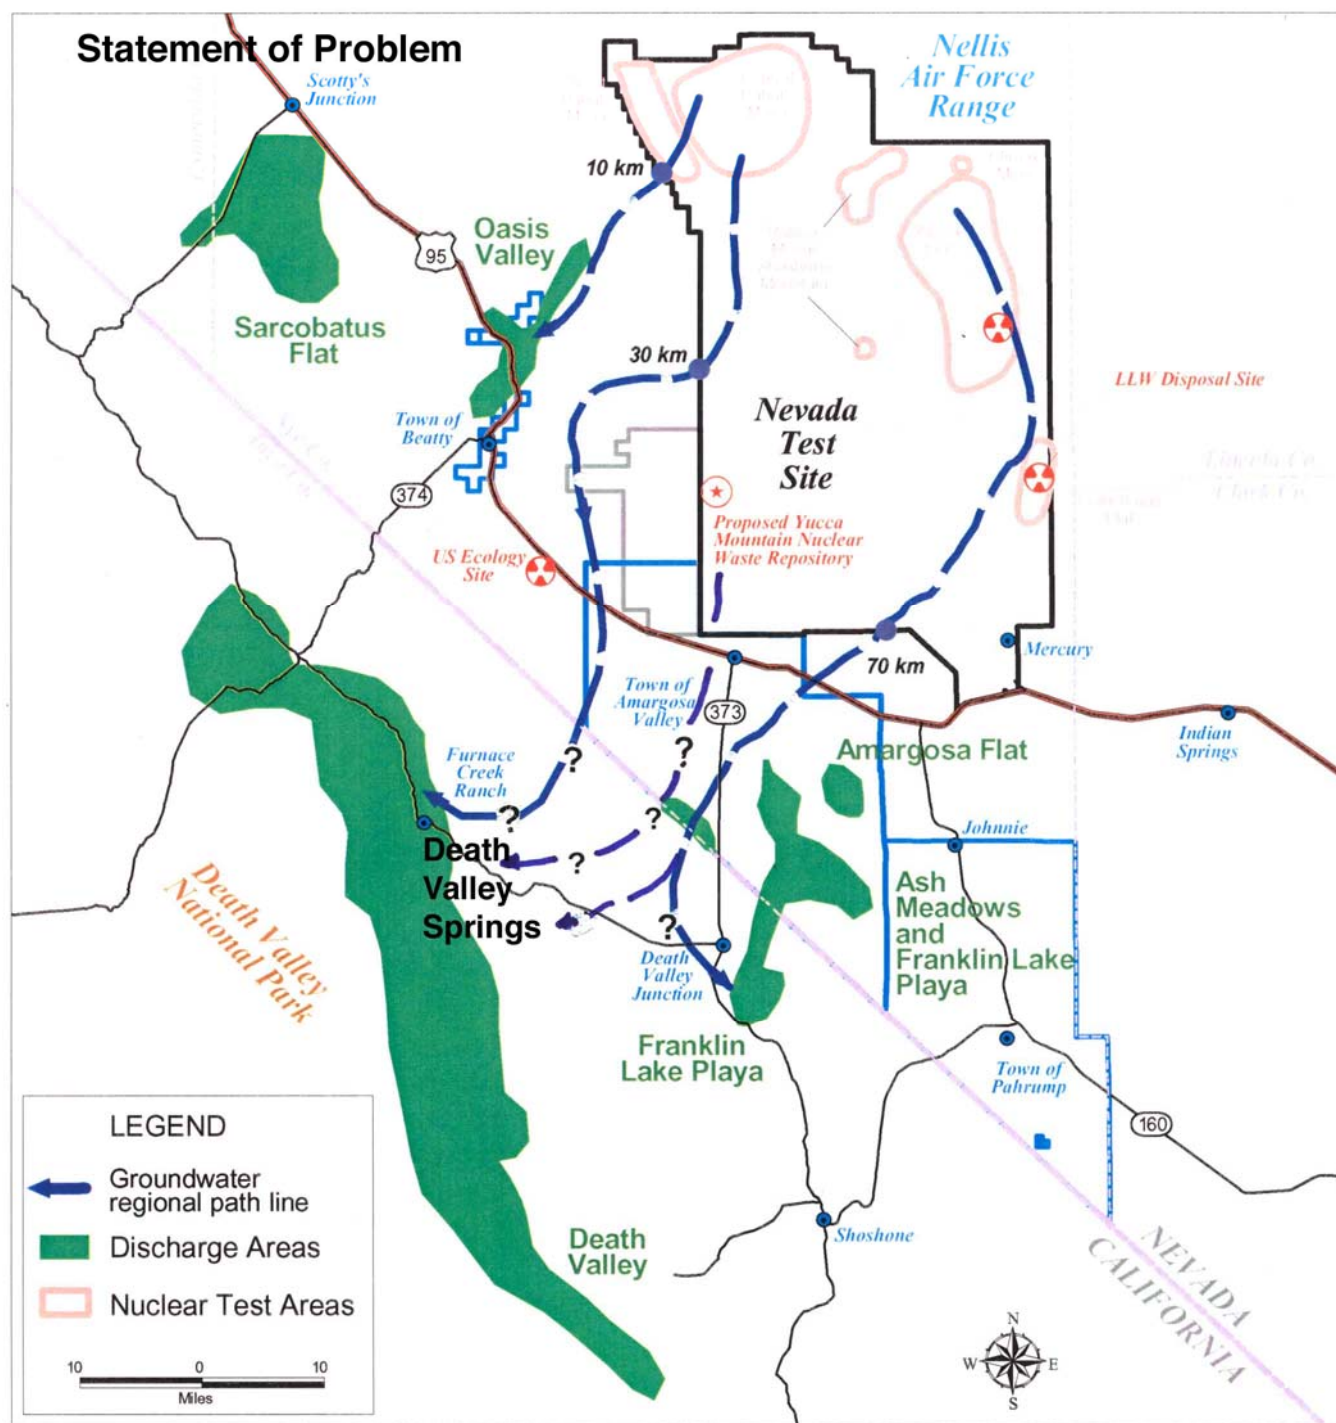 Statement of Problem
Scotty's
Junction
Nellis
Air Force
Range
10 km
Oasis
Valley
95
Sarcobatus
Flat
30 km
LLW Disposal Site
Nevada
Test
Site
Town of
Beatty
374
Lincoln Co.
Clark Co.
Proposed Yucca
Mountain Nuclear
Waste Repository
US Ecology
Site
Mercury
70 km
Town of
Amargosa
Valley
373
Indian
Springs
Amargosa Flat
Furnace
Creek
Ranch
?
?
?
?
?
?
Johnnie
Death
Valley
Springs
Death Valley
National Park
Ash
Meadows
and
Franklin Lake
Playa
Death
Valley
Junction
Franklin
Lake Playa
Town of
Pahrump
160
LEGEND
Groundwater
regional path line
Discharge Areas
Nuclear Test Areas
10 0 10
Miles
Death
Valley
Shoshone
NEVADA
CALIFORNIA
N
W E
S